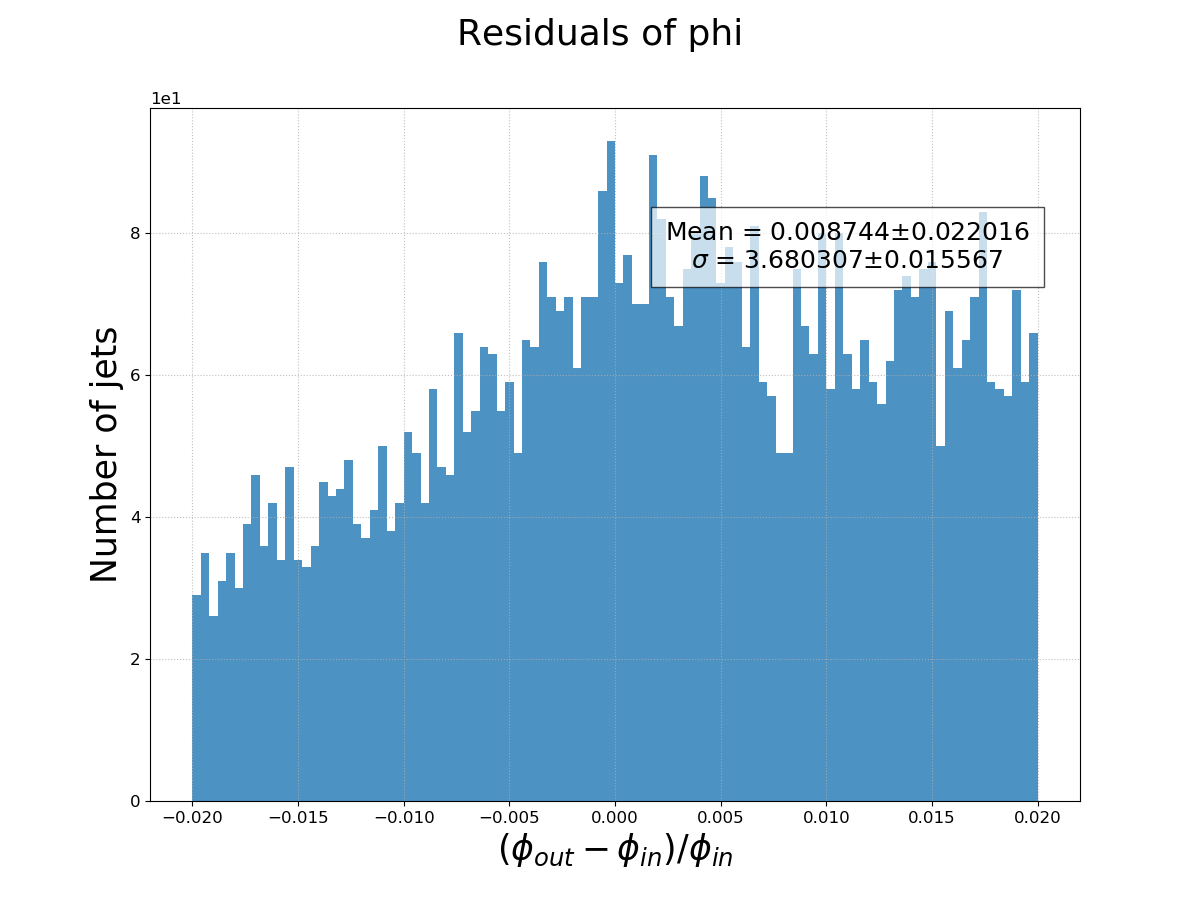 Residuals of phi
1e1
Mean = 0.008744±0.022016
σ = 3.680307±0.015567
8
6
4
2
0
Number of jets
−0.020 −0.015 −0.010 −0.005 0.000 0.005 0.010 0.015 0.020
(ϕout − ϕin)/ϕin